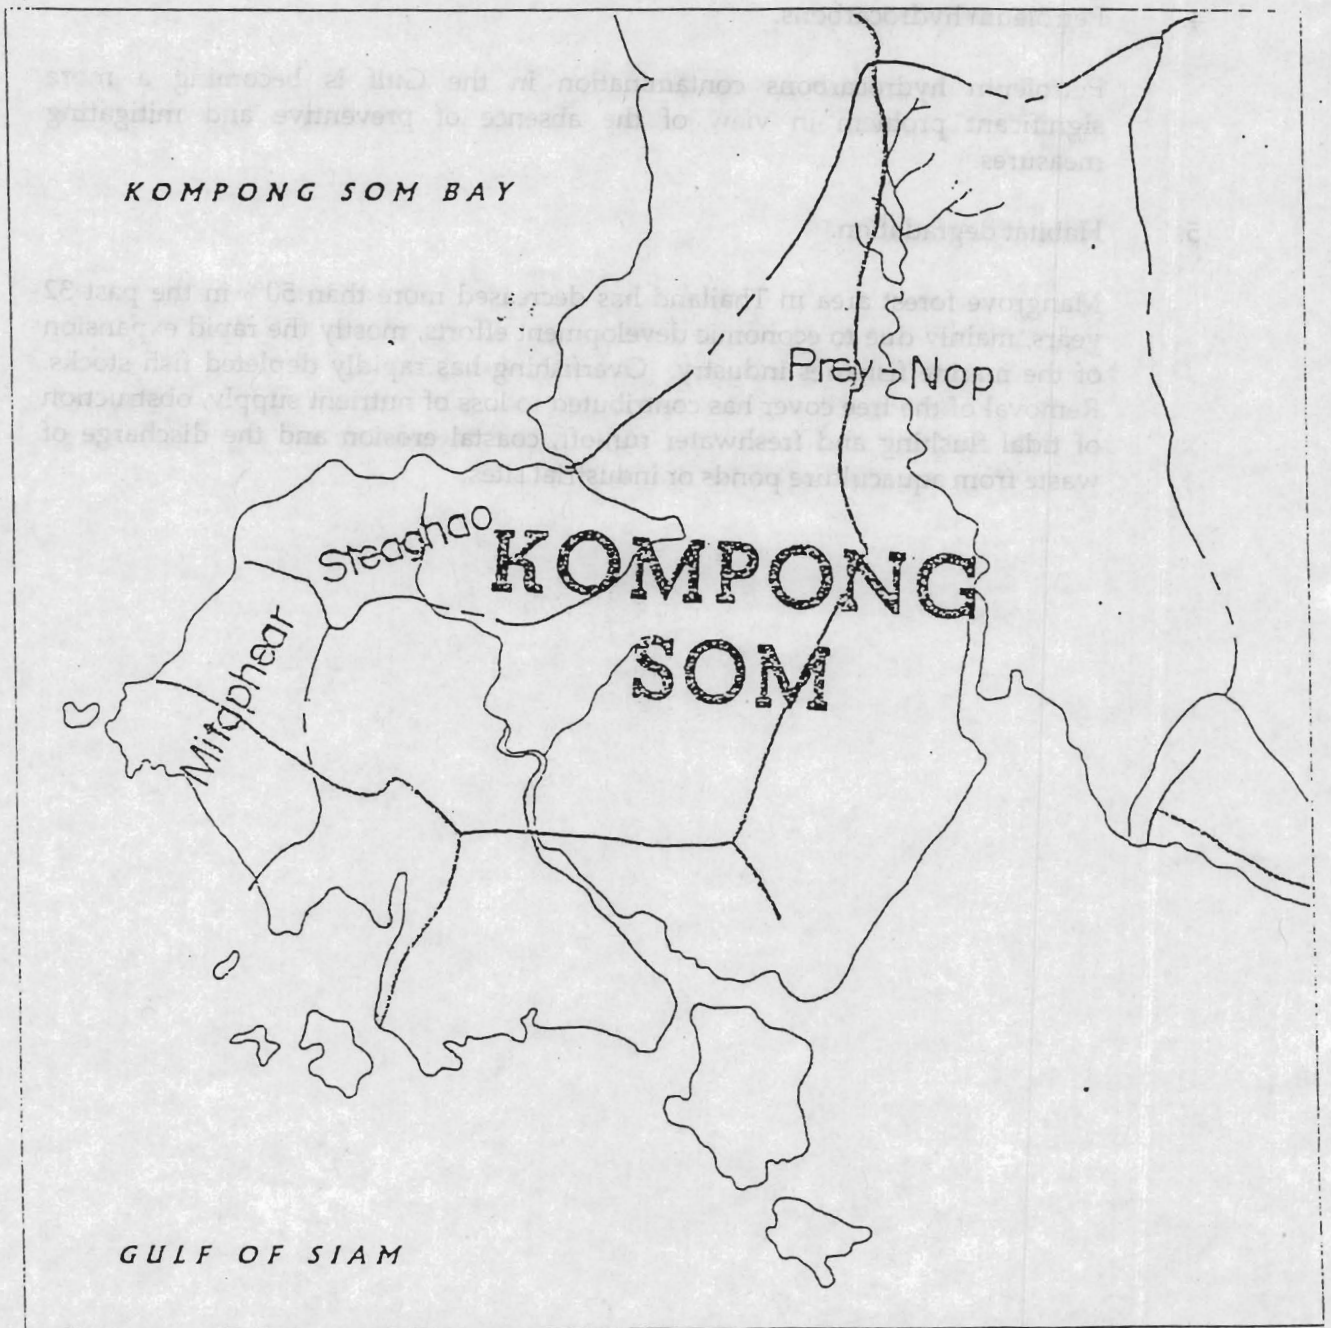 Petroleum hydrocarbons.
Petroleum hydrocarbons contamination in the Gulf is becoming a more
significant problem in view of the absence of preventive and mitigating
measures
5. Habitat degradation.
Mangrove forest area in Thailand has decreased more than 50% in the past 32
years, mainly due to economic development efforts, mostly the rapid expansion
of the industry. Overfishing has rapidly depleted fish stocks.
Removal of the tree cover has contributed to loss of nutrient supply, obstruction
of tidal flushing and freshwater runoff, coastal erosion and the discharge of
waste from aquaculture ponds or industrial sites.
KOMPONG SOM BAY
Prey Nop
Steaghao
KOMPONG
SOM
Mitaphear
GULF OF SIAM